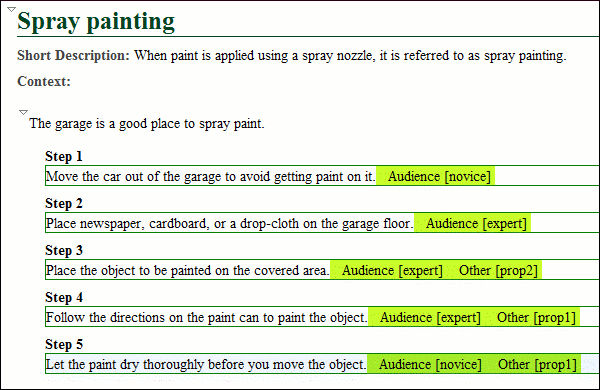 Spray painting
Short Description: When paint is applied using a spray nozzle, it is referred to as spray painting.
Context:
The garage is a good place to spray paint.
Step 1
Move the car out of the garage to avoid getting paint on it. Audience [novice]
Step 2
Place newspaper, cardboard, or a drop-cloth on the garage floor. Audience [expert]
Step 3
Place the object to be painted on the covered area. Audience [expert] Other [prop2]
Step 4
Follow the directions on the paint can to paint the object. Audience [expert] Other [prop1]
Step 5
Let the paint dry thoroughly before you move the object. Audience [novice] Other [prop1]